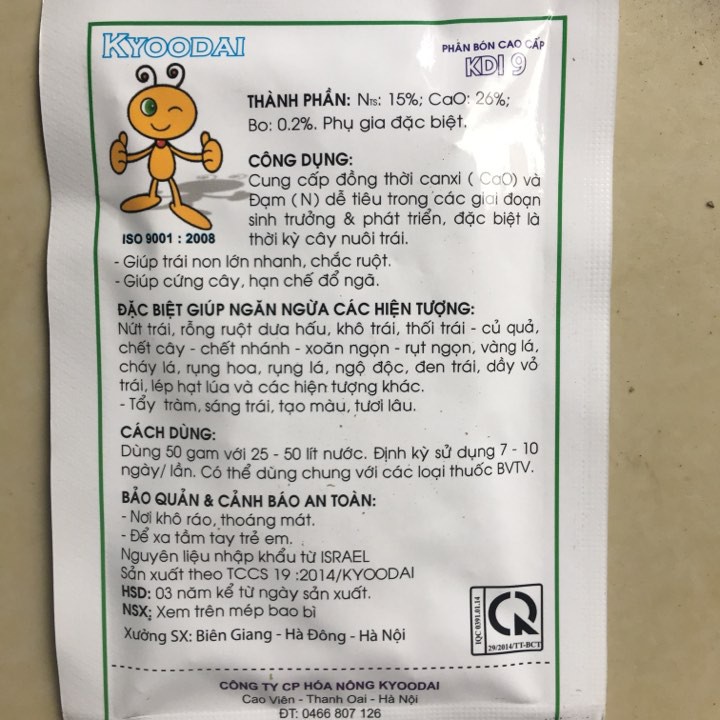 KYOODAI
PHÂN BÓN CAO CẤP
KDI 9
THÀNH PHẦN: NTS: 15%; CaO: 26%;
Bo: 0.2%. Phụ gia đặc biệt.
CÔNG DỤNG:
Cung cấp đồng thời canxi ( CaO) và
Đạm ( N ) dễ tiêu trong các giai đoạn
sinh trưởng & phát triển, đặc biệt là
thời kỳ cây nuôi trái.
ISO 9001 : 2008
- Giúp trái non lớn nhanh, chắc ruột.
- Giúp cứng cây, hạn chế đổ ngã.
ĐẶC BIỆT GIÚP NGĂN NGỪA CÁC HIỆN TƯỢNG:
Nứt trái, rỗng ruột dưa hấu, khô trái, thối trái - củ quả,
chết cây - chết nhánh - xoăn ngọn - rụt ngọn, vàng lá,
cháy lá, rụng hoa, rụng lá, ngộ độc, đen trái, dầy vỏ
trái, lép hạt lúa và các hiện tượng khác.
- Tẩy tràm, sáng trái, tạo màu, tươi lâu.
CÁCH DÙNG:
Dùng 50 gam với 25 - 50 lít nước. Định kỳ sử dụng 7 - 10
ngày/ lần. Có thể dùng chung với các loại thuốc BVTV.
BẢO QUẢN & CẢNH BÁO AN TOÀN:
- Nơi khô ráo, thoáng mát.
- Để xa tầm tay trẻ em.
Nguyên liệu nhập khẩu từ ISRAEL
Sản xuất theo TCCS 19 :2014/KYOODAI
HSD: 03 năm kể từ ngày sản xuất.
NSX: Xem trên mép bao bì
Xưởng SX: Biên Giang - Hà Đông - Hà Nội
IQC 0391.01.14
29/2014/TT-BCT
CÔNG TY CP HÓA NÔNG KYOODAI
Cao Viên - Thanh Oai - Hà Nội
ĐT: 0466 807 126